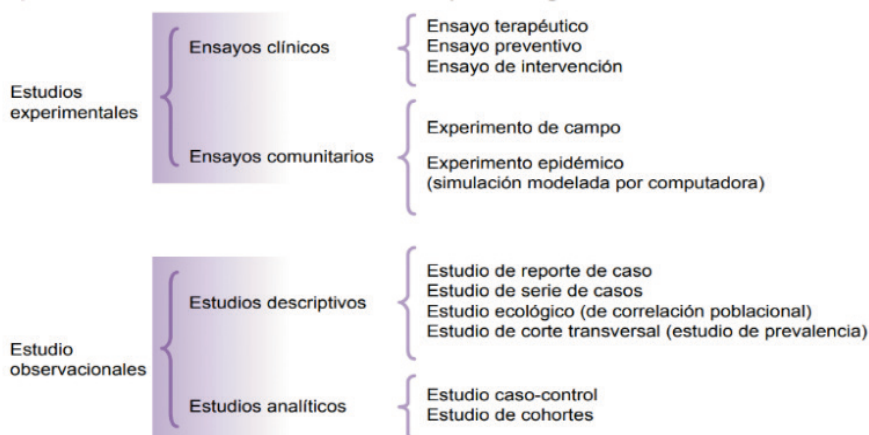 Estudios
experimentales
Ensayos clínicos
Ensayo terapéutico
Ensayo preventivo
Ensayo de intervención
Ensayos comunitarios
Experimento de campo
Experimento epidémico
(simulación modelada por computadora)
Estudio
observacionales
Estudios descriptivos
Estudio de reporte de caso
Estudio de serie de casos
Estudio ecológico (de correlación poblacional)
Estudio de corte transversal (estudio de prevalencia)
Estudios analíticos
Estudio caso-control
Estudio de cohortes